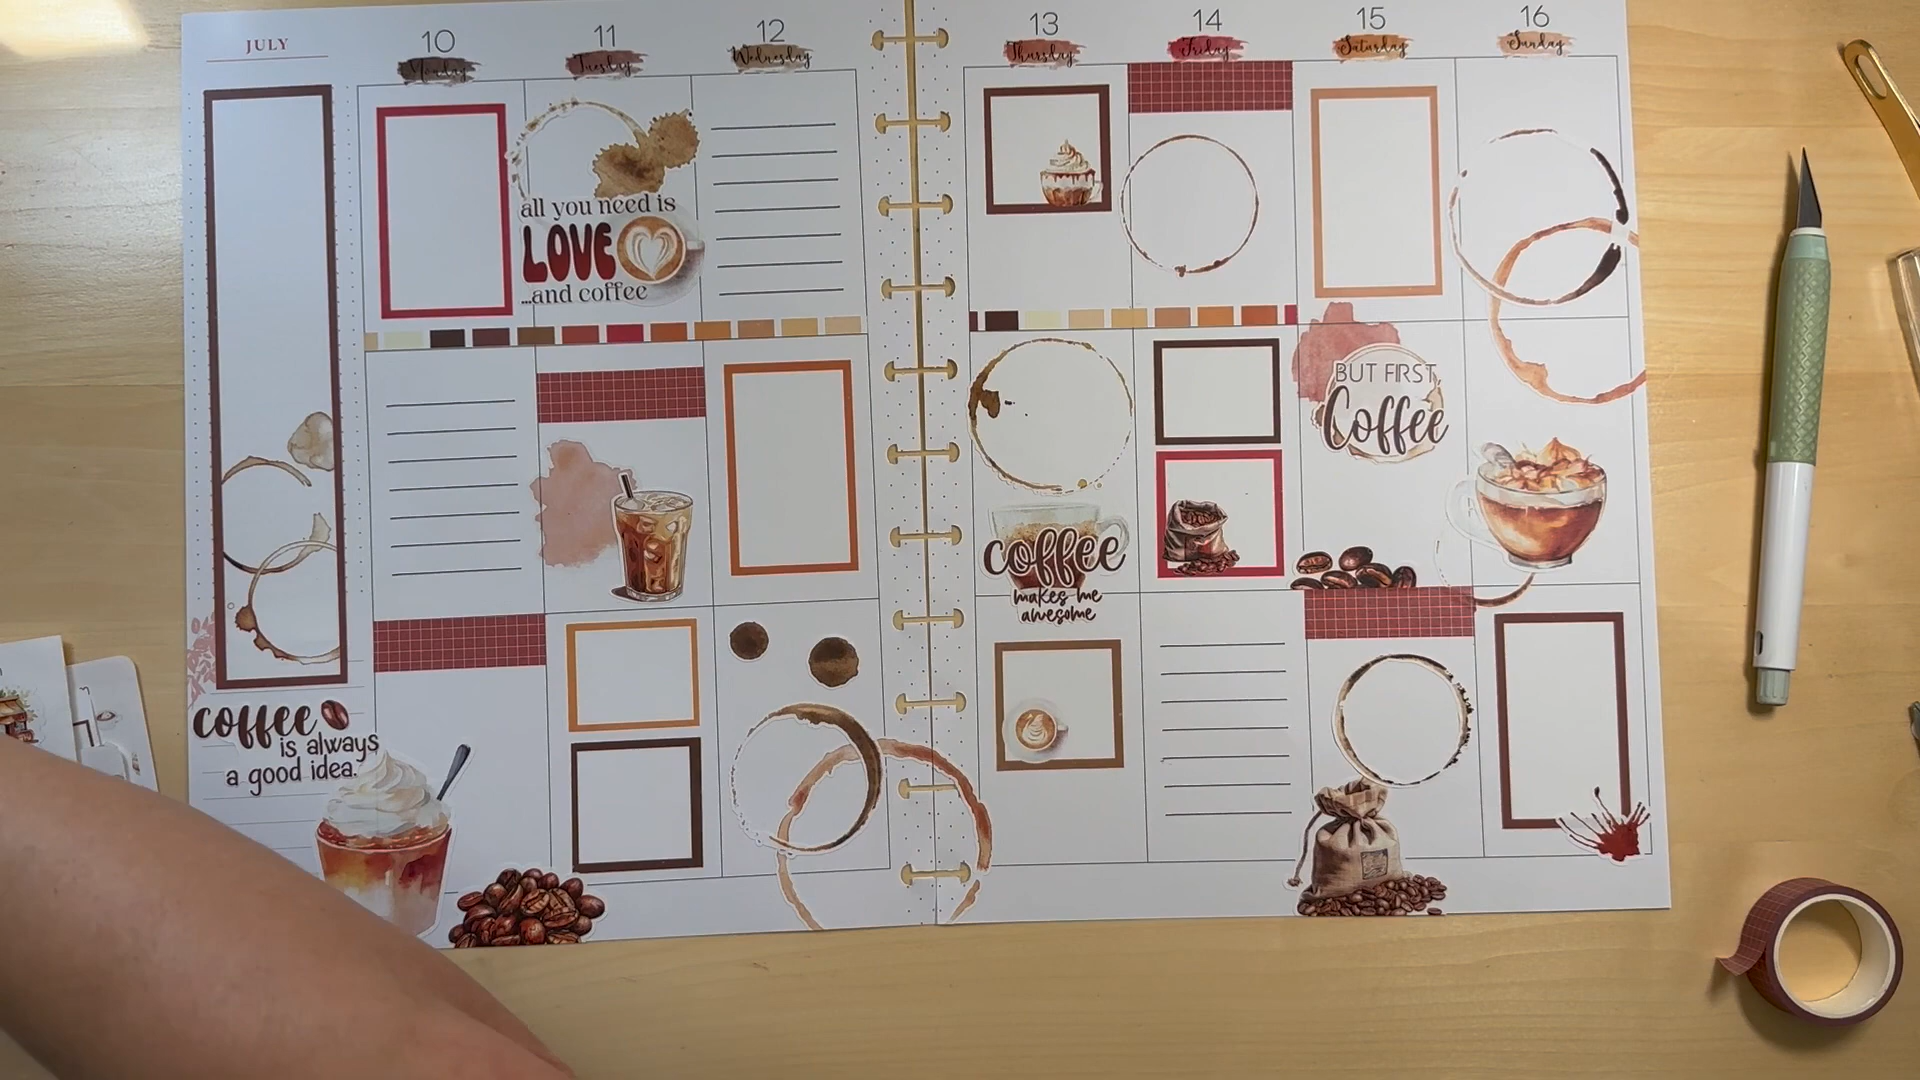 JULY
10
Monday
11
Tuesday
12
Wednesday
13
Thursday
14
Friday
15
Saturday
16
Sunday
all you need is
LOVE
...and coffee
BUT FIRST,
Coffee
coffee
makes me
awesome
coffee
is always
a good idea.